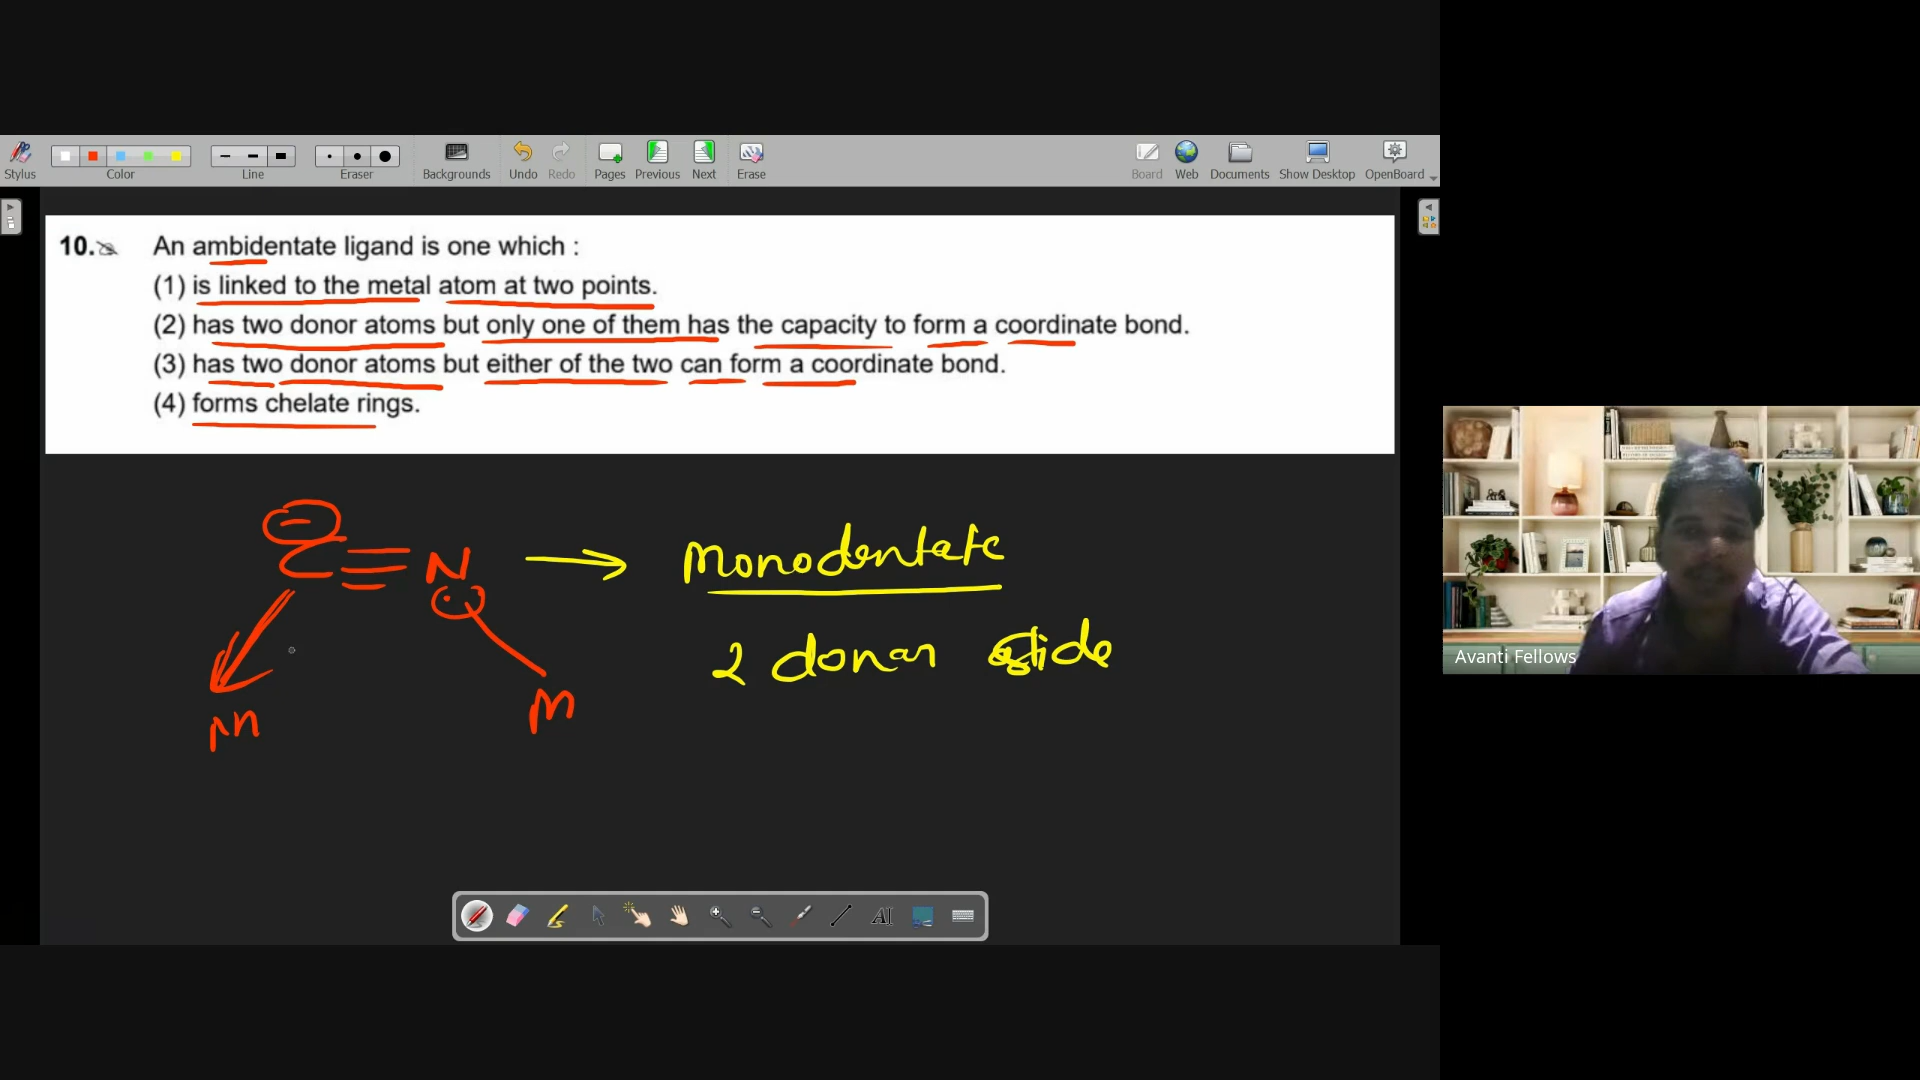 Stylus Color Line Eraser Backgrounds Undo Redo Pages Previous Next Erase Board Web Documents Show Desktop OpenBoard
10. An ambidentate ligand is one which :
(1) is linked to the metal atom at two points.
(2) has two donor atoms but only one of them has the capacity to form a coordinate bond.
(3) has two donor atoms but either of the two can form a coordinate bond.
(4) forms chelate rings.
C≡N → Monodentate
2 donar
M M
Avanti Fellows